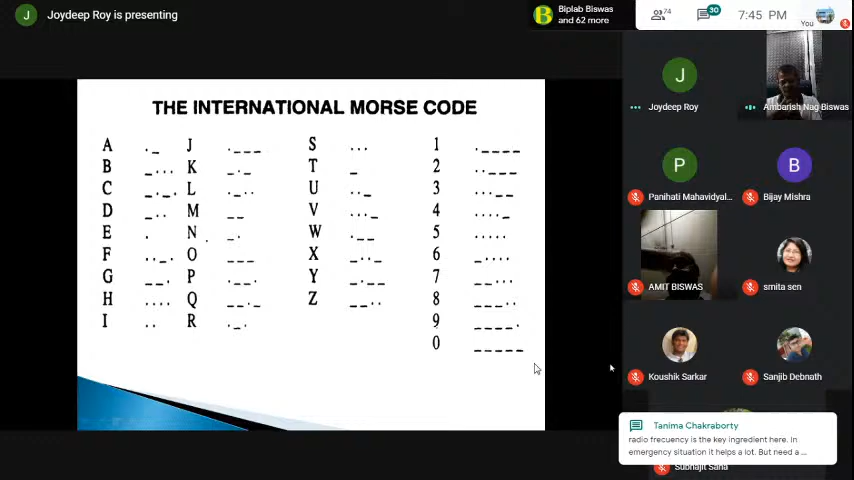 J Joydeep Roy is presenting
B Biplab Biswas and 62 more
74
30
7:45 PM
You
THE INTERNATIONAL MORSE CODE
A ._ J .___ S ... 1 .____
B _... K _._ T _ 2 ..___
C _._. L ._.. U .._ 3 ...__
D _.. M __ V ..._ 4 ...._
E . N _. W .__ 5 .....
F .._. O ___ X _.._ 6 _....
G __. P .__. Y _.__ 7 __...
H .... Q __._ Z __.. 8 ___..
I .. R ._. 9 ____.
0 _____
J
Joydeep Roy
Ambarish Nag Biswas
P
Panihati Mahavidyal...
B
Bijay Mishra
AMIT BISWAS
smita sen
Koushik Sarkar
Sanjib Debnath
Tanima Chakraborty
radio frecuency is the key ingredient here. In
emergency situation it helps a lot. But need a ...
Subhajit Saha